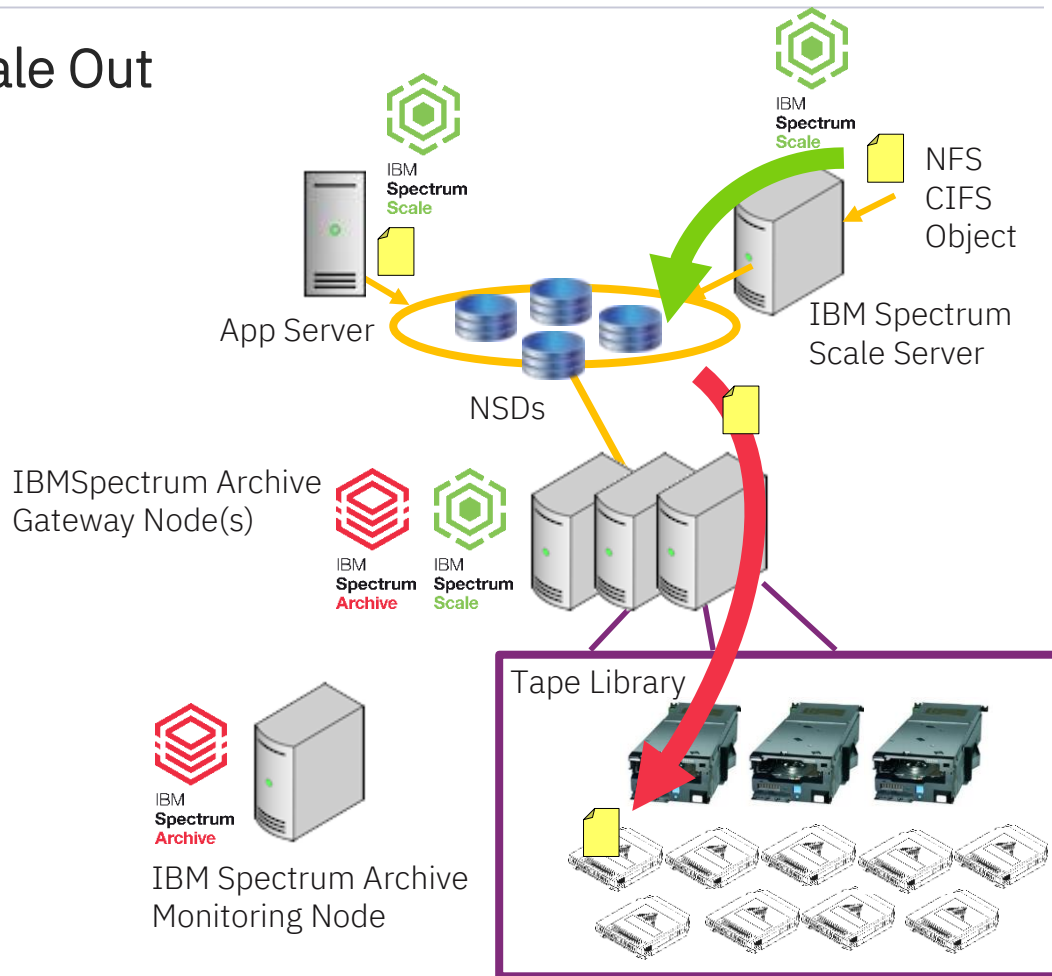 ale Out
IBM
Spectrum
Scale
IBM
Spectrum
Scale
NFS
CIFS
Object
App Server
IBM Spectrum
Scale Server
NSDs
IBMSpectrum Archive
Gateway Node(s)
IBM
Spectrum
Archive
IBM
Spectrum
Scale
Tape Library
IBM
Spectrum
Archive
IBM Spectrum Archive
Monitoring Node